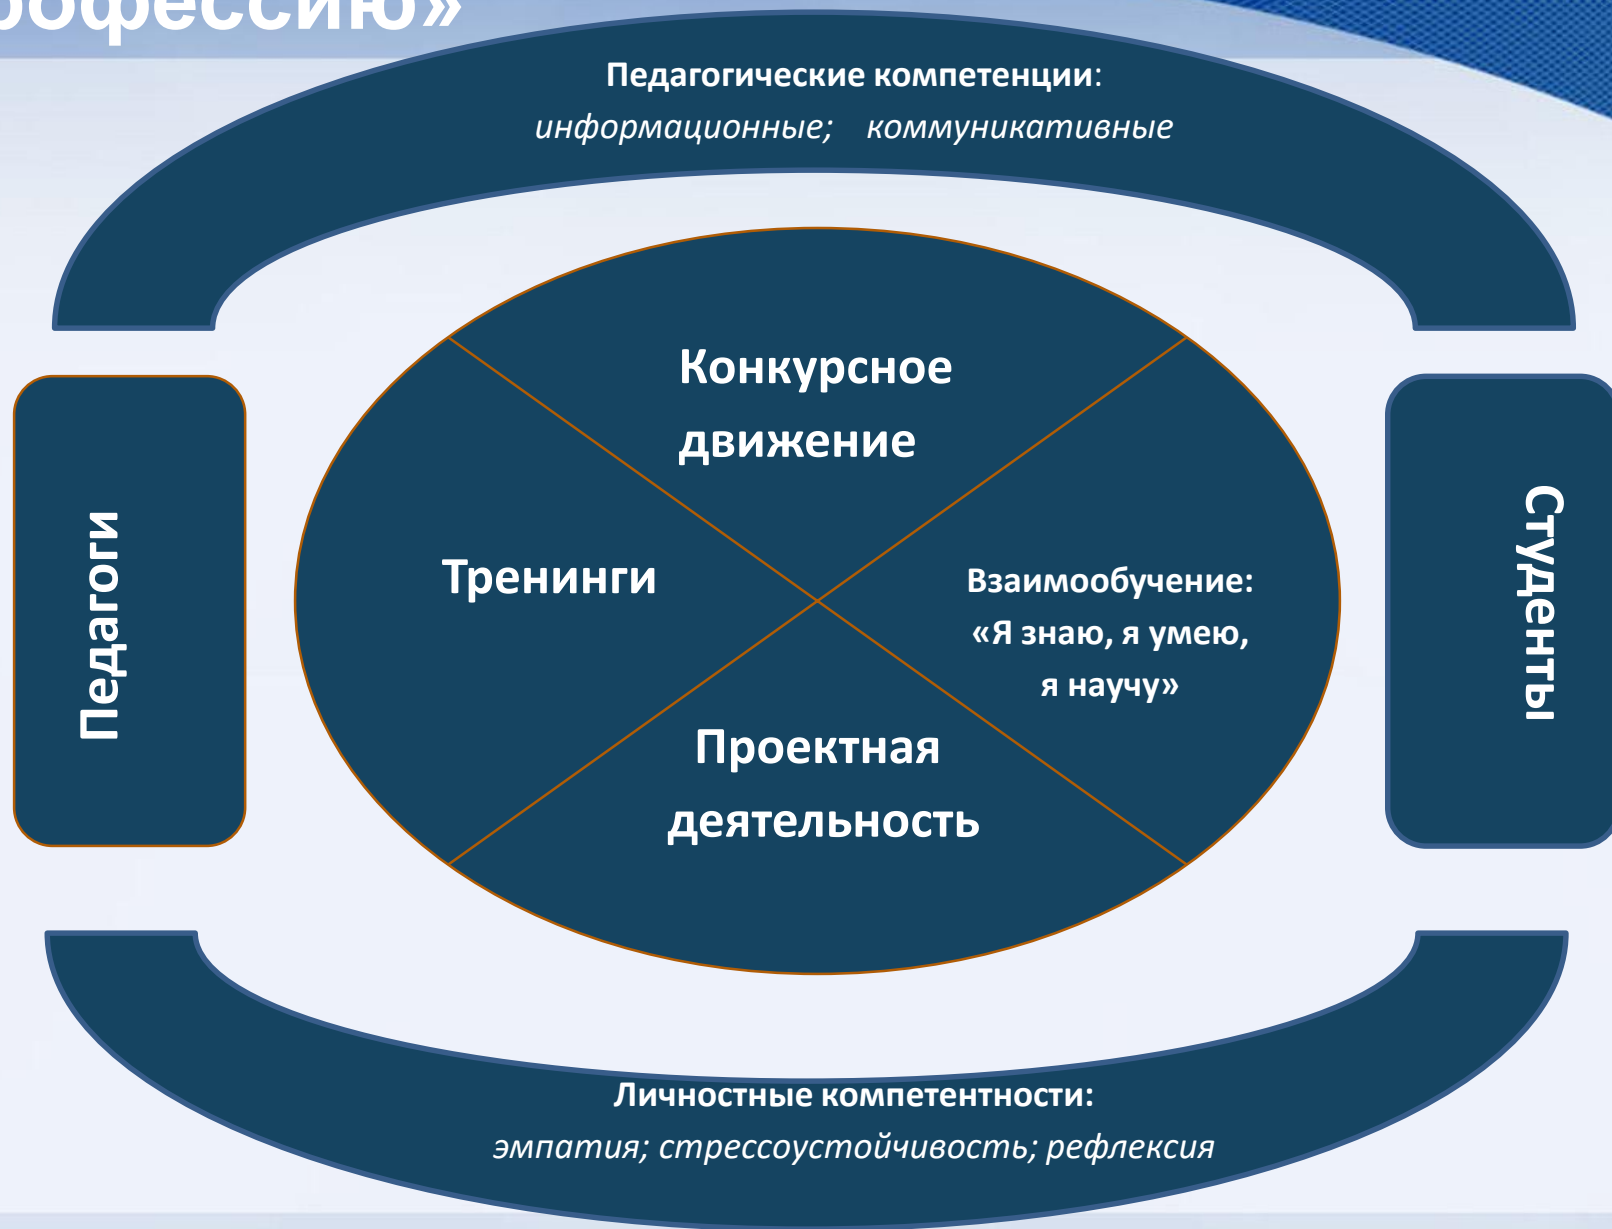 рофессию»
Педагогические компетенции:
информационные; коммуникативные
Конкурсное
движение
Педагоги
Тренинги
Взаимообучение:
«Я знаю, я умею,
я научу»
Студенты
Проектная
деятельность
Личностные компетентности:
эмпатия; стрессоустойчивость; рефлексия